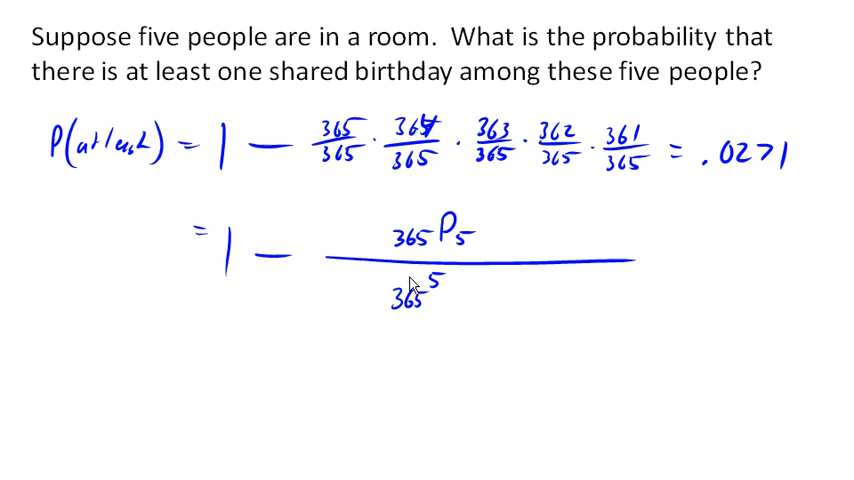 Suppose five people are in a room. What is the probability that
there is at least one shared birthday among these five people?
P(at least) = 1 − 365/365 · 364/365 · 363/365 · 362/365 · 361/365 = .0271
= 1 − ₃₆₅P₅ / 365⁵